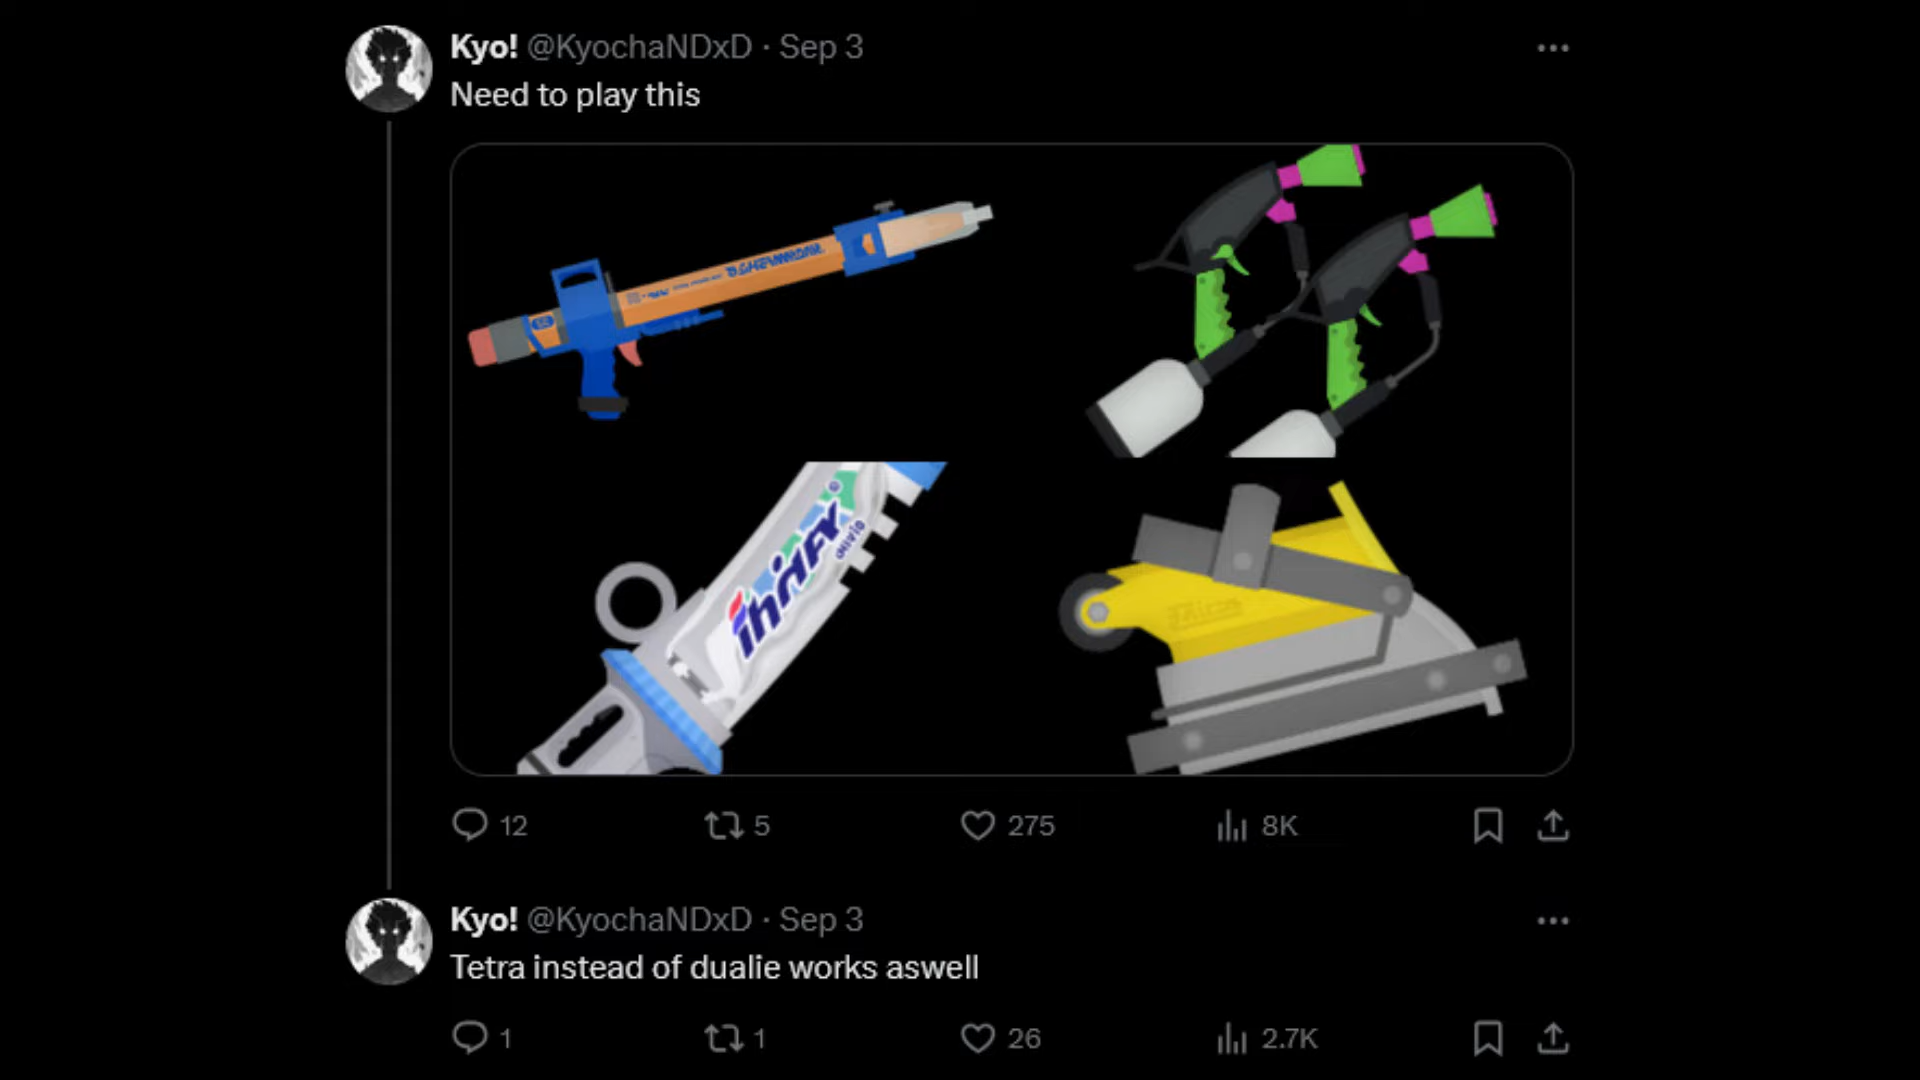 Kyo! @KyochaNDxD · Sep 3
Need to play this
12 5 275 8K
Kyo! @KyochaNDxD · Sep 3
Tetra instead of dualie works aswell
1 1 26 2.7K